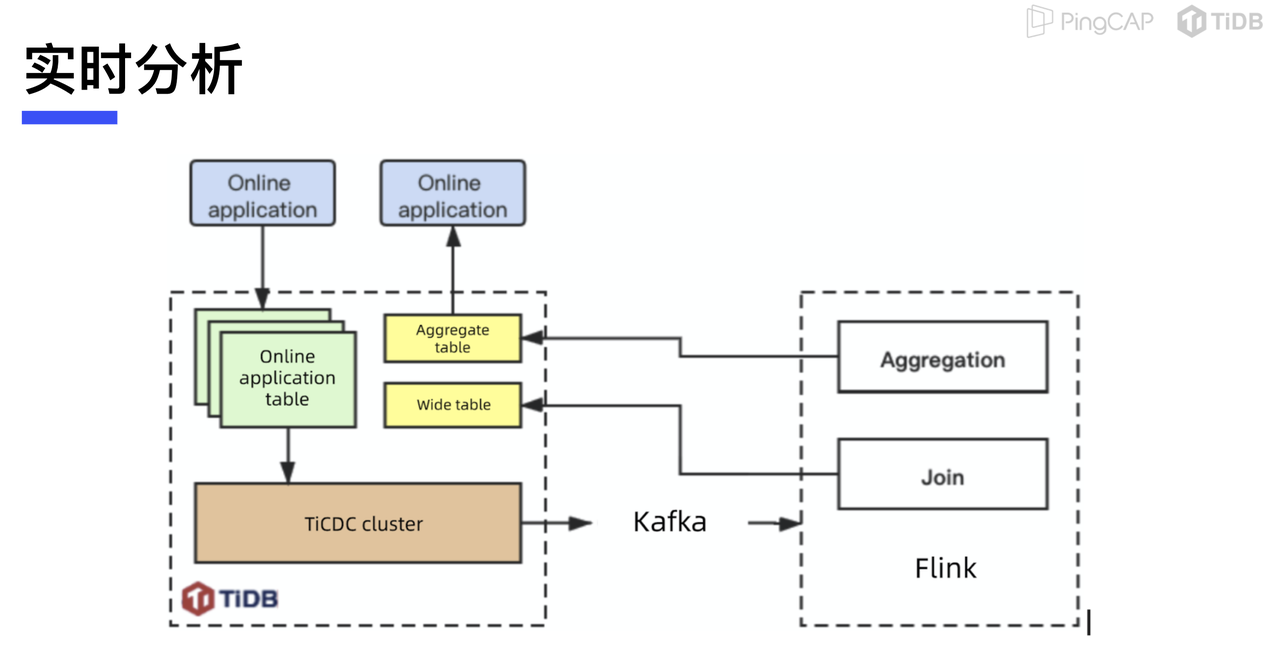 PingCAP TiDB
实时分析
Online
application
Online
application
Online
application
table
Aggregate
table
Wide table
TiCDC cluster
TiDB
Kafka
Aggregation
Join
Flink